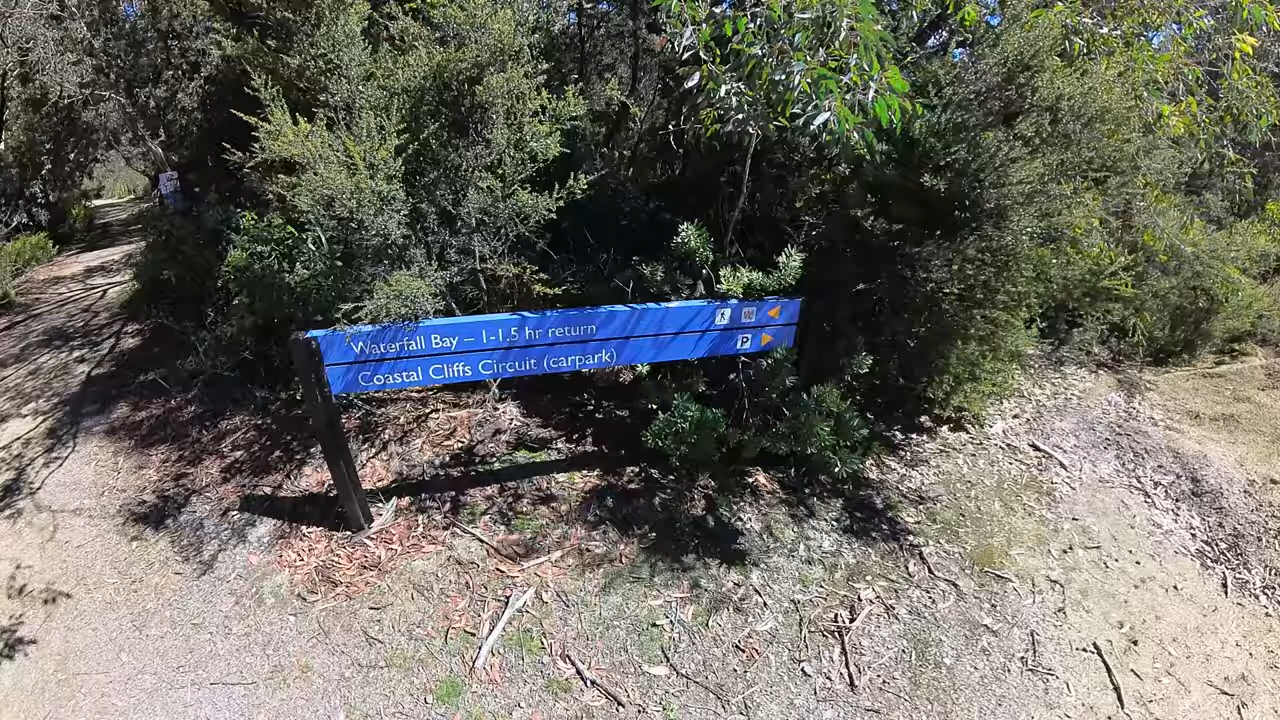 Waterfall Bay – 1-1.5 hr return
Coastal Cliffs Circuit (carpark) P